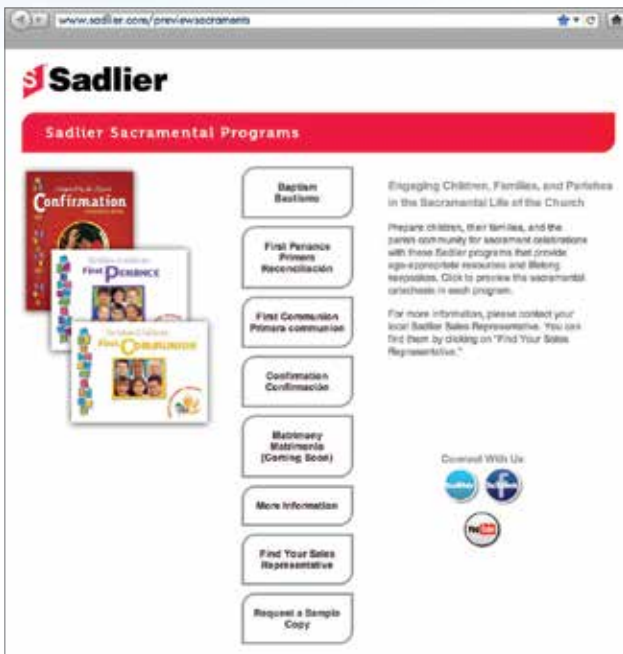 www.sadlier.com/previewsacraments
Sadlier
Sadlier Sacramental Programs
Confirmation
First PENANCE
First COMMUNION
Baptism
Bautismo
First Penance
Primera
Reconciliación
First Communion
Primera communion
Confirmation
Confirmación
Matrimony
Matrimonio
(Coming Soon)
More Information
Find Your Sales
Representative
Request a Sample
Copy
Engaging Children, Families, and Parishes
in the Sacramental Life of the Church
Prepare children, their families, and the
parish community for sacrament celebrations
with these Sadlier programs that provide
age-appropriate resources and lifelong
keepsakes. Click to preview the sacramental
catechesis in each program.
For more information, please contact your
local Sadlier Sales Representative. You can
find them by clicking on "Find Your Sales
Representative."
Connect With Us
You Tube